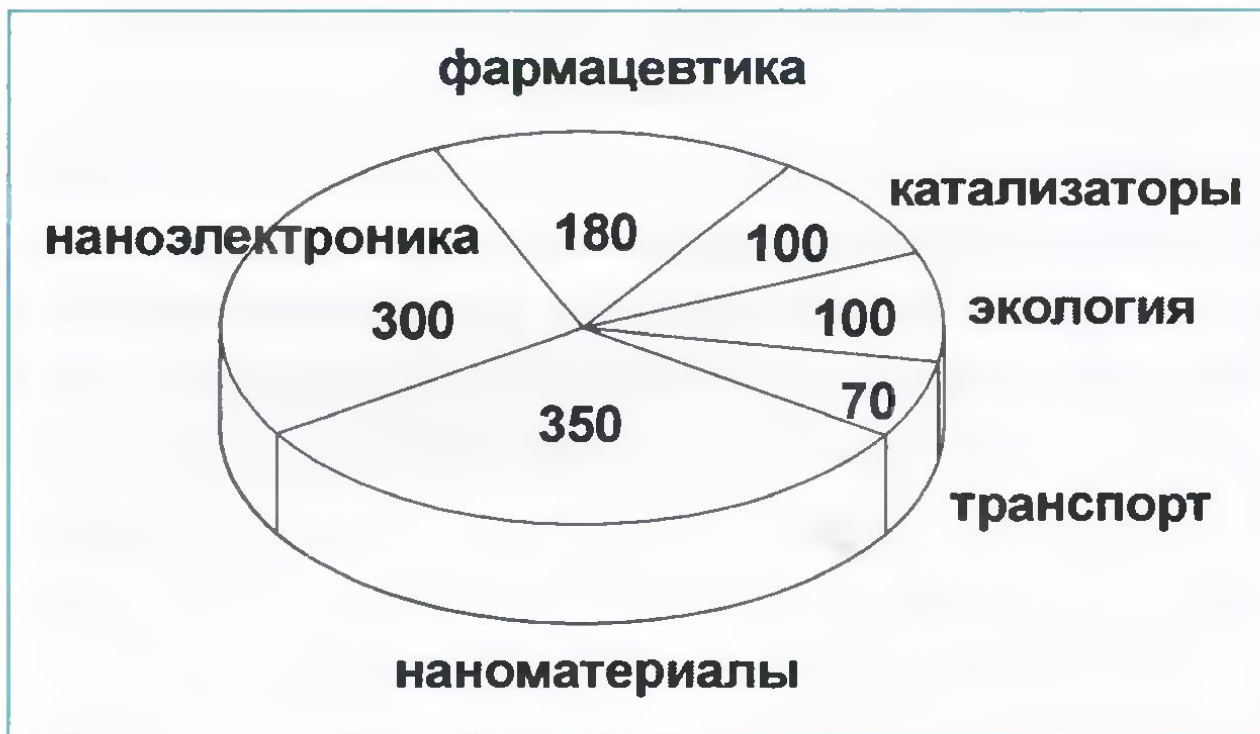 фармацевтика
катализаторы
наноэлектроника
180
100
300
100
экология
350
70
транспорт
наноматериалы